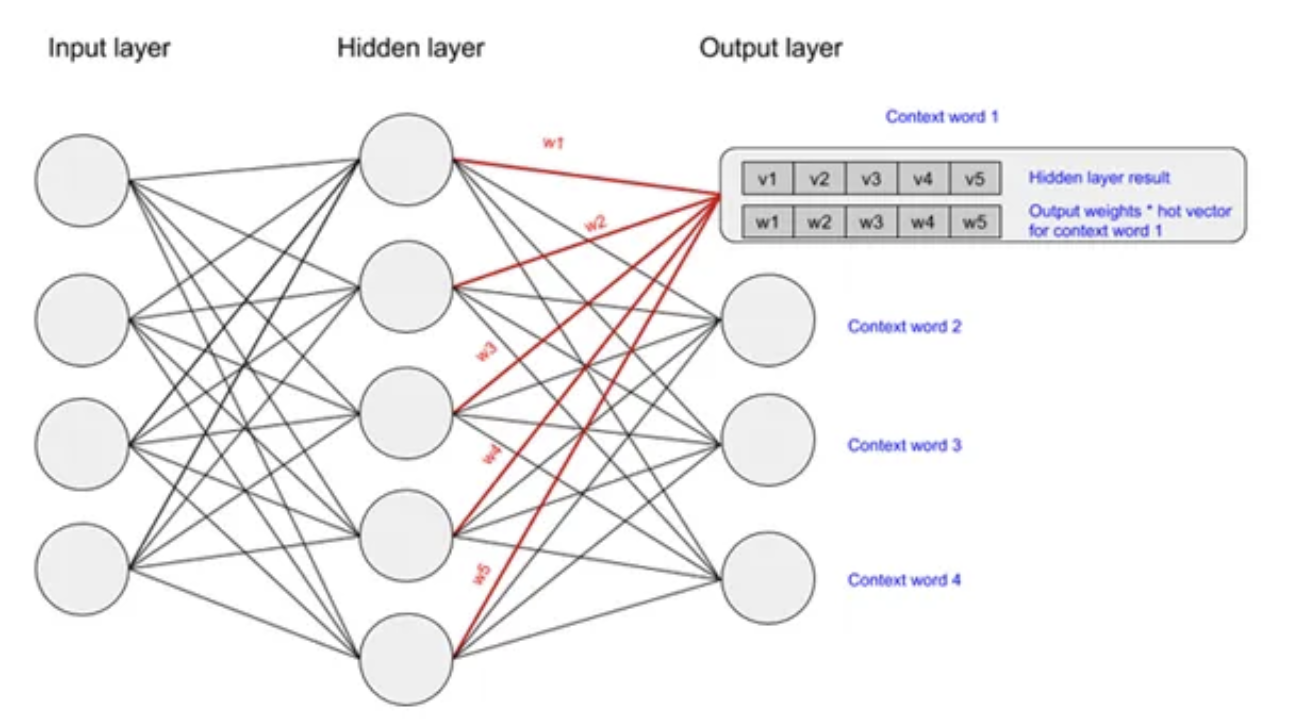 Input layer
Hidden layer
Output layer
Context word 1
w1
v1 v2 v3 v4 v5
Hidden layer result
w1 w2 w3 w4 w5
Output weights * hot vector
for context word 1
w2
Context word 2
w3
Context word 3
w4
Context word 4
w5